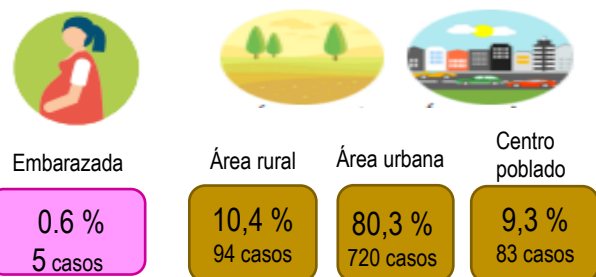 Embarazada
Área rural
Área urbana
Centro
poblado
0.6 %
5 casos
10,4 %
94 casos
80,3 %
720 casos
9,3 %
83 casos